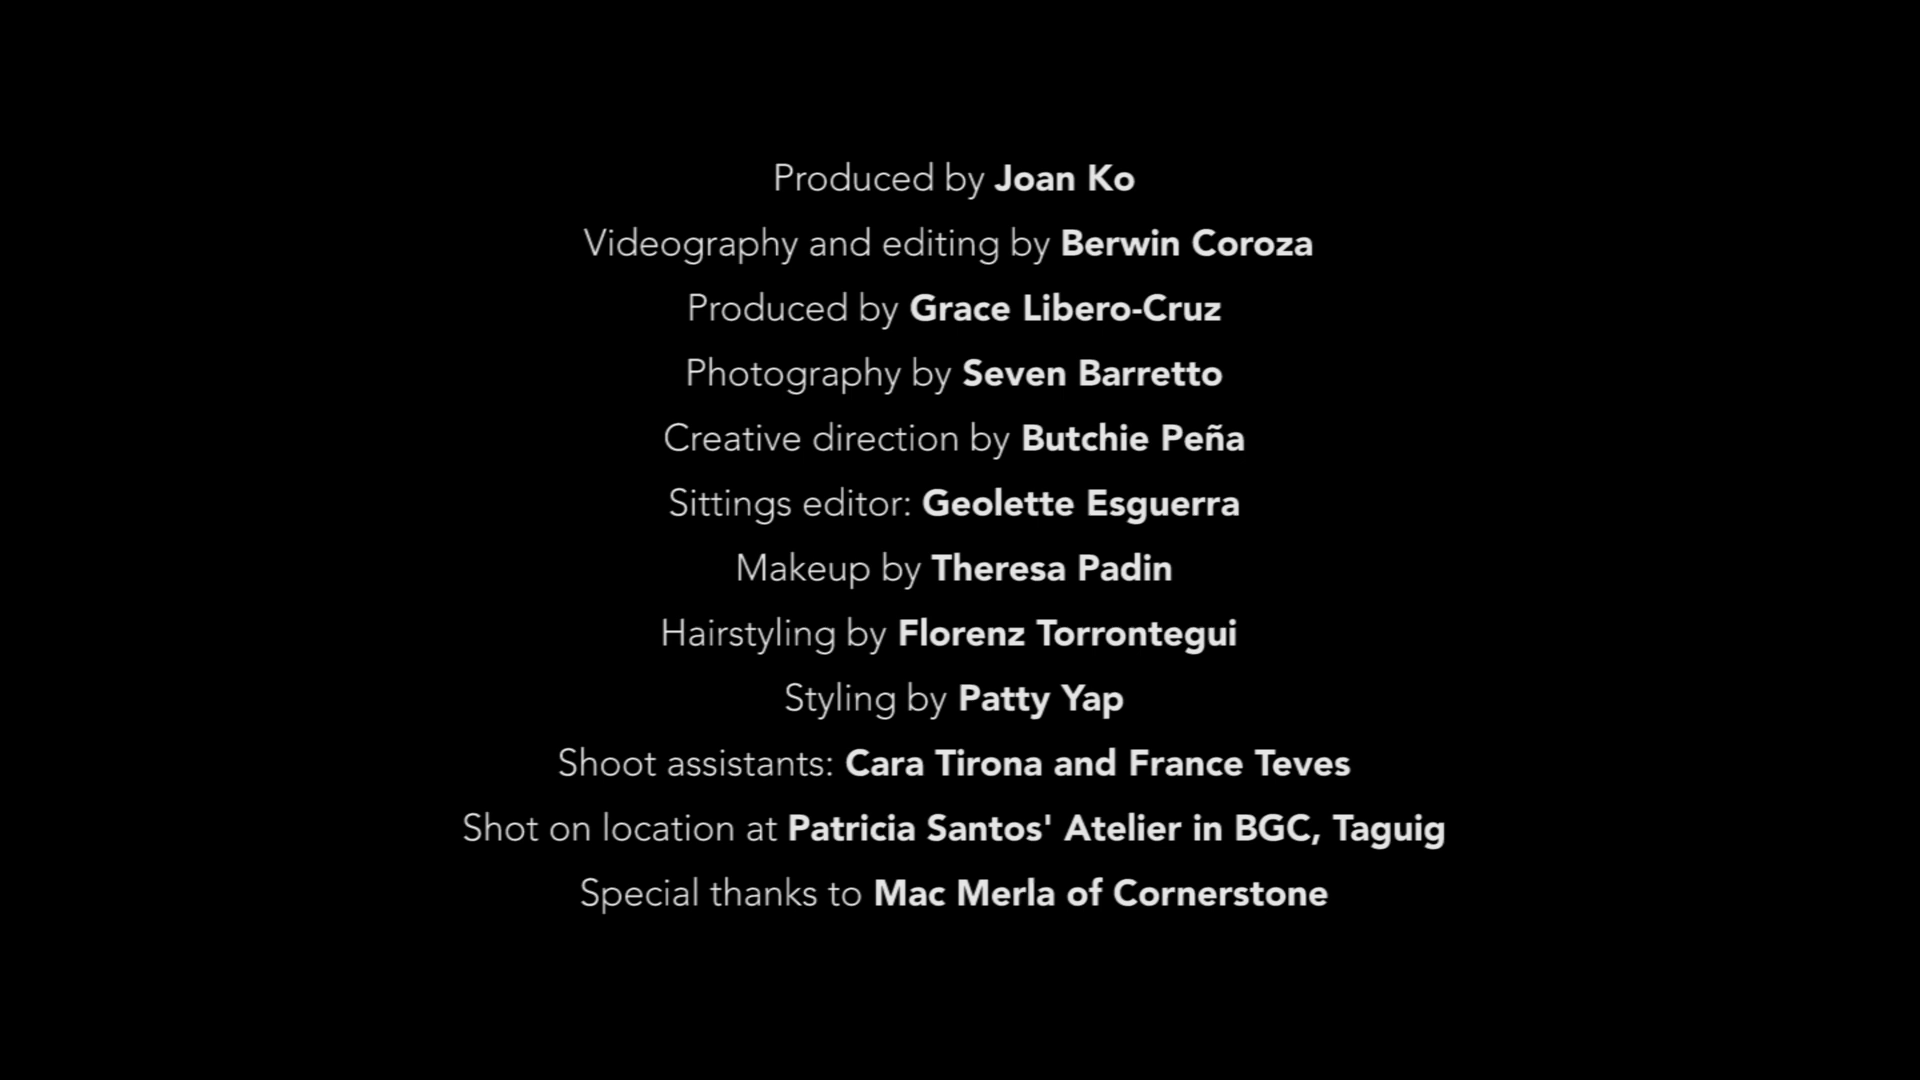 Produced by Joan Ko
Videography and editing by Berwin Coroza
Produced by Grace Libero-Cruz
Photography by Seven Barretto
Creative direction by Butchie Peña
Sittings editor: Geolette Esguerra
Makeup by Theresa Padin
Hairstyling by Florenz Torrontegui
Styling by Patty Yap
Shoot assistants: Cara Tirona and France Teves
Shot on location at Patricia Santos' Atelier in BGC, Taguig
Special thanks to Mac Merla of Cornerstone